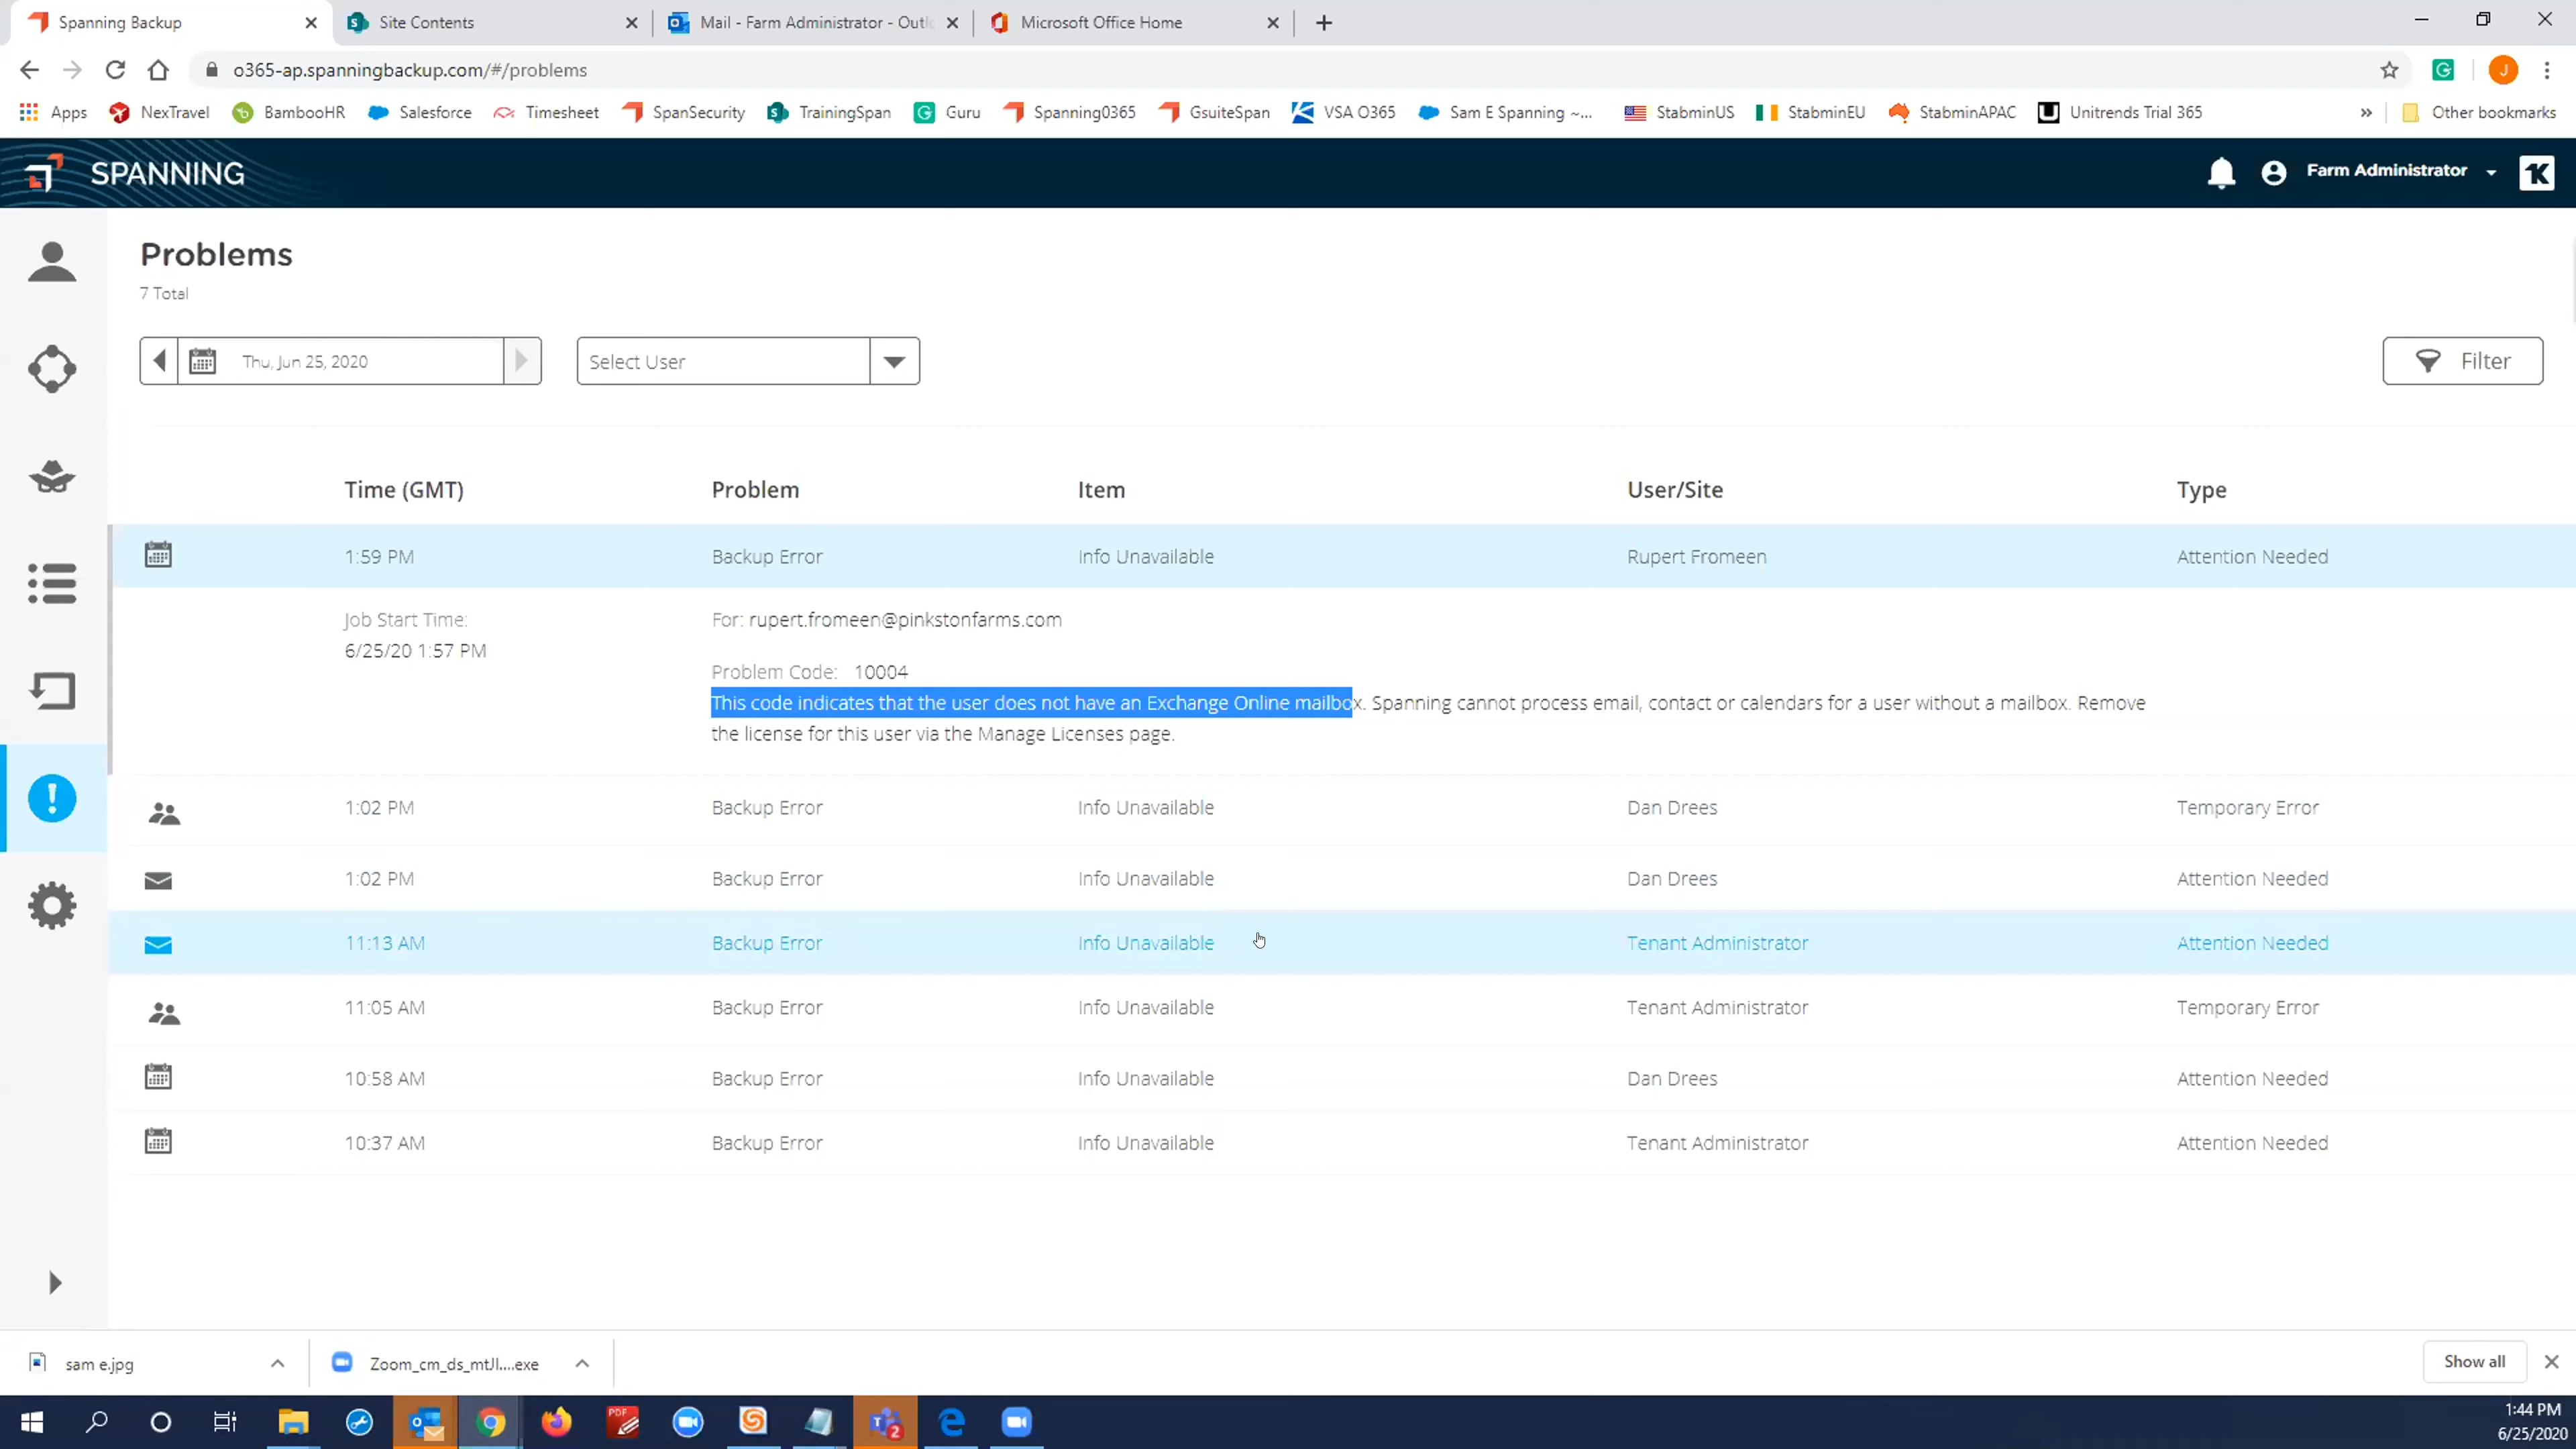 Spanning Backup
Site Contents
Mail - Farm Administrator - Outl
Microsoft Office Home
o365-ap.spanningbackup.com/#/problems
J
Apps
NexTravel
BambooHR
Salesforce
Timesheet
SpanSecurity
TrainingSpan
Guru
Spanning0365
GsuiteSpan
VSA O365
Sam E Spanning ~...
StabminUS
StabminEU
StabminAPAC
Unitrends Trial 365
»
Other bookmarks
SPANNING
Farm Administrator
K
Problems
7 Total
Thu, Jun 25, 2020
Select User
Filter
Time (GMT) Problem Item User/Site Type
1:59 PM Backup Error Info Unavailable Rupert Fromeen Attention Needed
Job Start Time: For: rupert.fromeen@pinkstonfarms.com
6/25/20 1:57 PM
Problem Code: 10004
This code indicates that the user does not have an Exchange Online mailbox. Spanning cannot process email, contact or calendars for a user without a mailbox. Remove
the license for this user via the Manage Licenses page.
1:02 PM Backup Error Info Unavailable Dan Drees Temporary Error
1:02 PM Backup Error Info Unavailable Dan Drees Attention Needed
11:13 AM Backup Error Info Unavailable Tenant Administrator Attention Needed
11:05 AM Backup Error Info Unavailable Tenant Administrator Temporary Error
10:58 AM Backup Error Info Unavailable Dan Drees Attention Needed
10:37 AM Backup Error Info Unavailable Tenant Administrator Attention Needed
sam e.jpg
Zoom_cm_ds_mtJl....exe
Show all
PDF
2
1:44 PM
6/25/2020